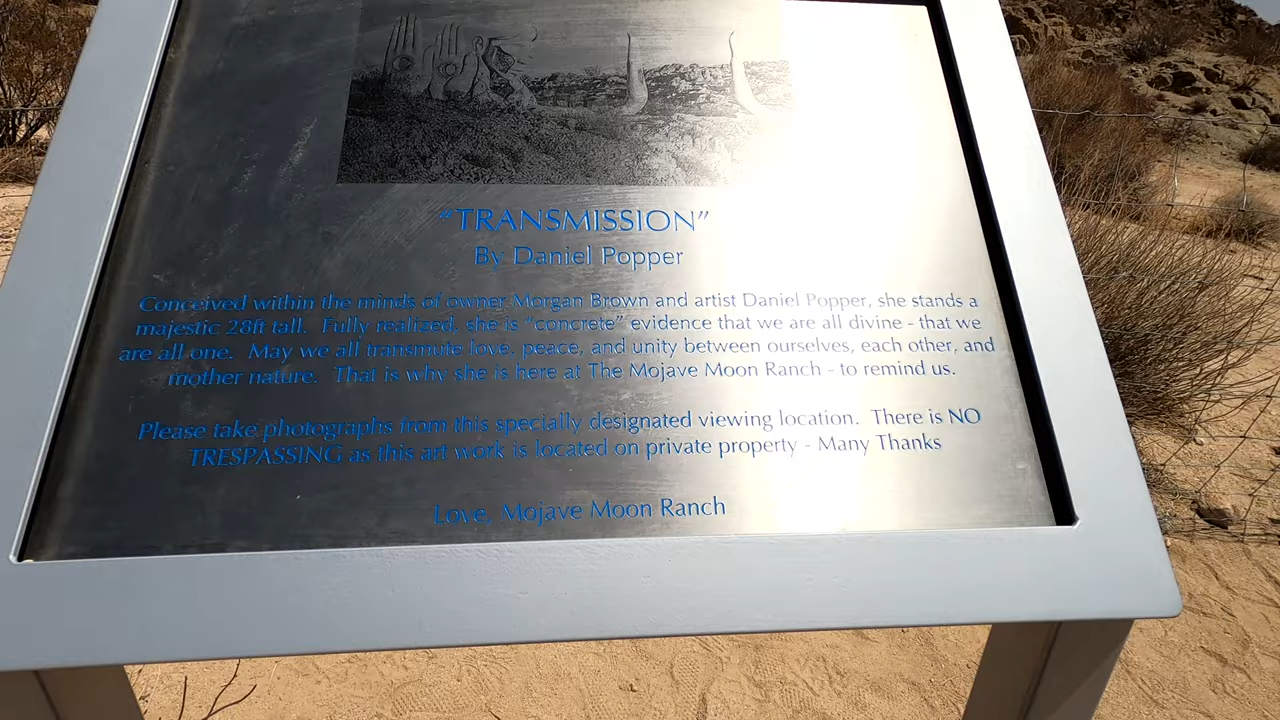 “TRANSMISSION”
By Daniel Popper
Conceived within the minds of owner Morgan Brown and artist Daniel Popper, she stands a
majestic 28ft tall. Fully realized, she is “concrete” evidence that we are all divine - that we
are all one. May we all transmute love, peace, and unity between ourselves, each other, and
mother nature. That is why she is here at The Mojave Moon Ranch - to remind us.
Please take photographs from this specially designated viewing location. There is NO
TRESPASSING as this art work is located on private property - Many Thanks
Love, Mojave Moon Ranch